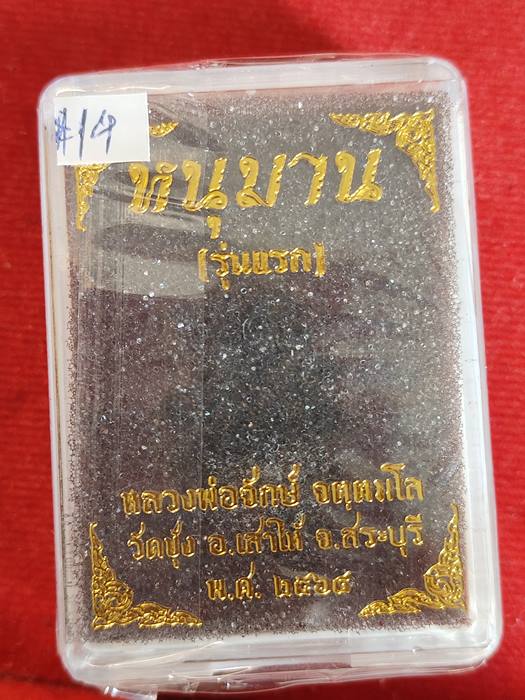 #14
หนุมาน
(รุ่นแรก)
หลวงพ่อจักษ์ จตฺตมโล
วัดชุ้ง อ.เสาไห้ จ.สระบุรี
พ.ศ. ๒๕๖๔